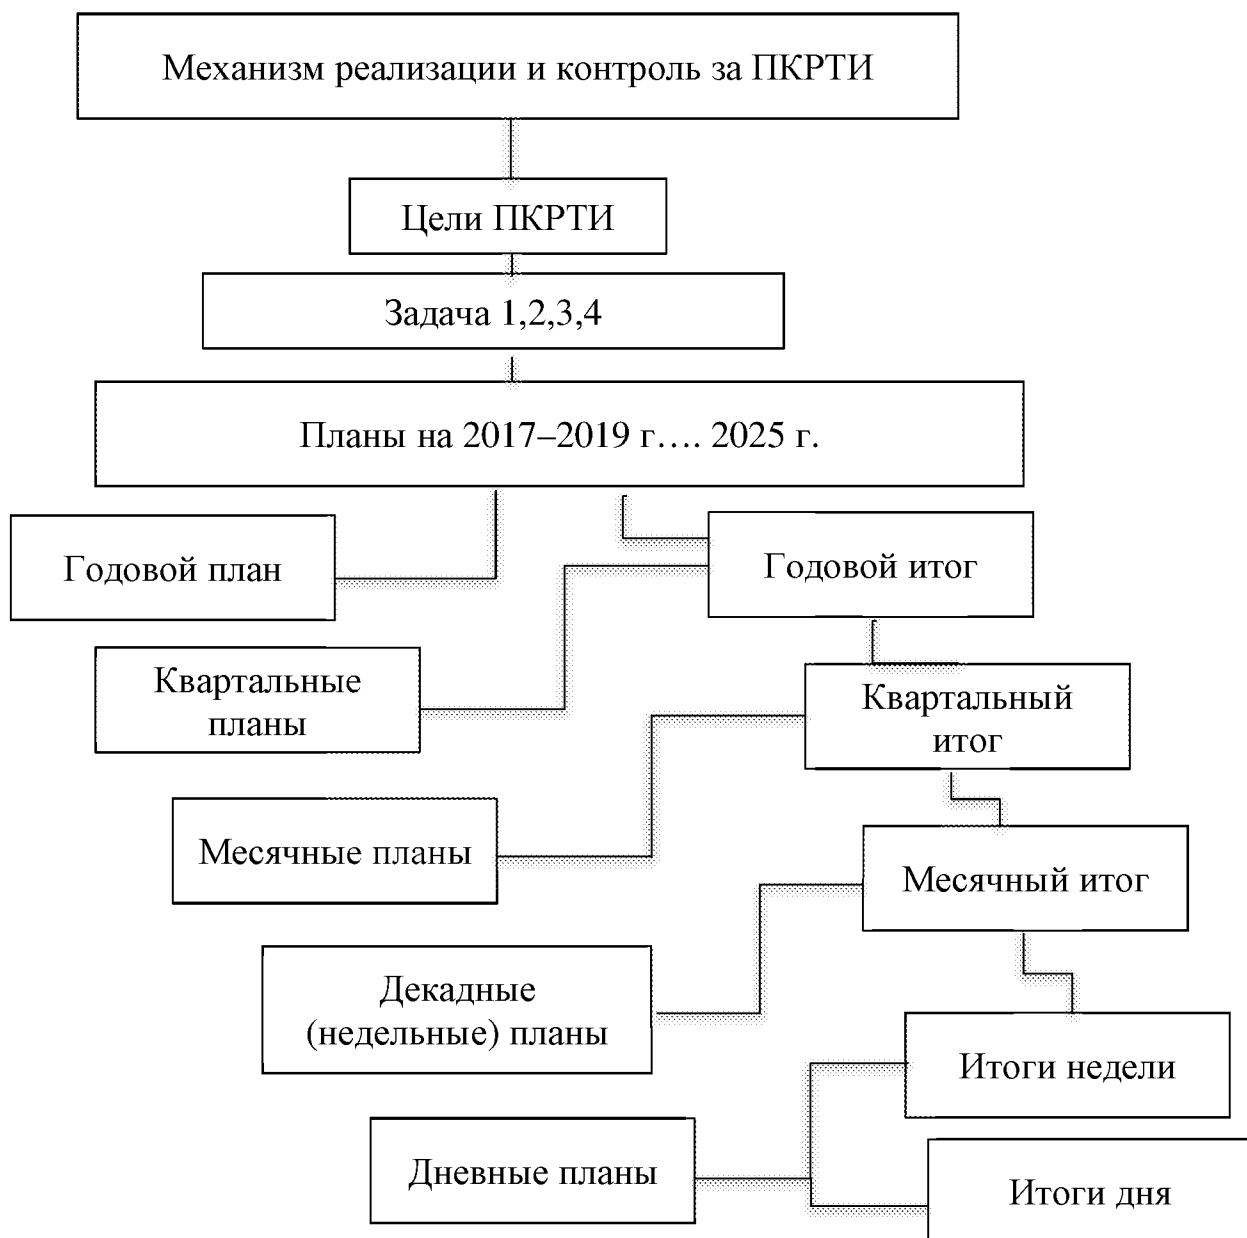 Механизм реализации и контроль за ПКРТИ
Цели ПКРТИ
Задача 1,2,3,4
Планы на 2017–2019 г…. 2025 г.
Годовой план
Годовой итог
Квартальные
планы
Квартальный
итог
Месячные планы
Месячный итог
Декадные
(недельные) планы
Итоги недели
Дневные планы
Итоги дня